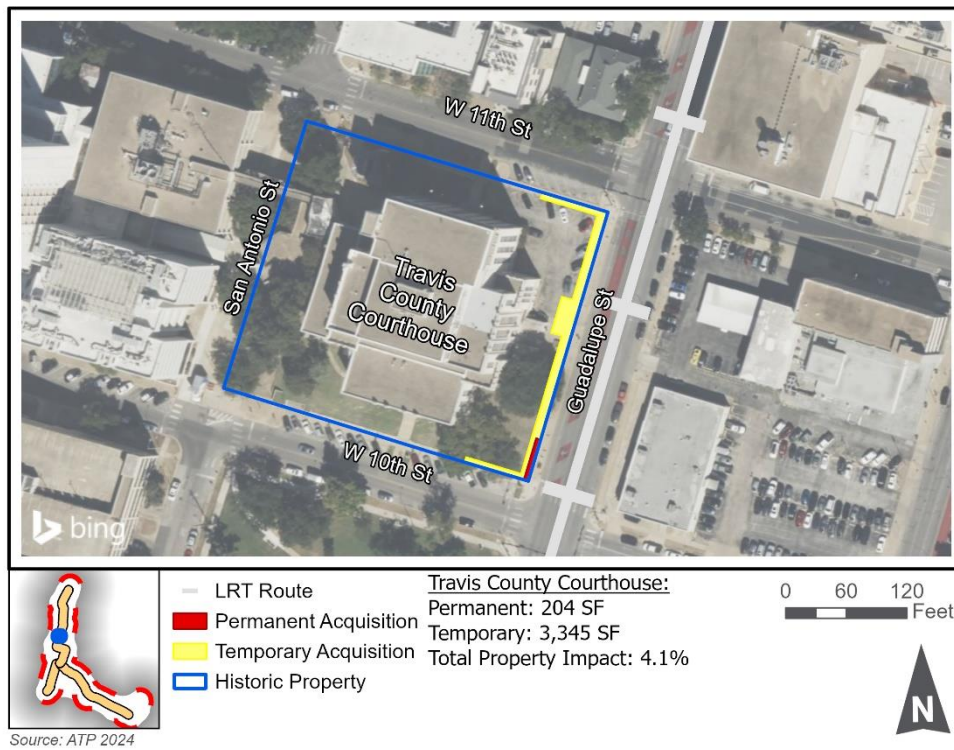 W 11th St
San Antonio St
Travis
County
Courthouse
Guadalupe St
W 10th St
bing
LRT Route
Permanent Acquisition
Temporary Acquisition
Historic Property
Travis County Courthouse:
Permanent: 204 SF
Temporary: 3,345 SF
Total Property Impact: 4.1%
0 60 120
Feet
N
Source: ATP 2024